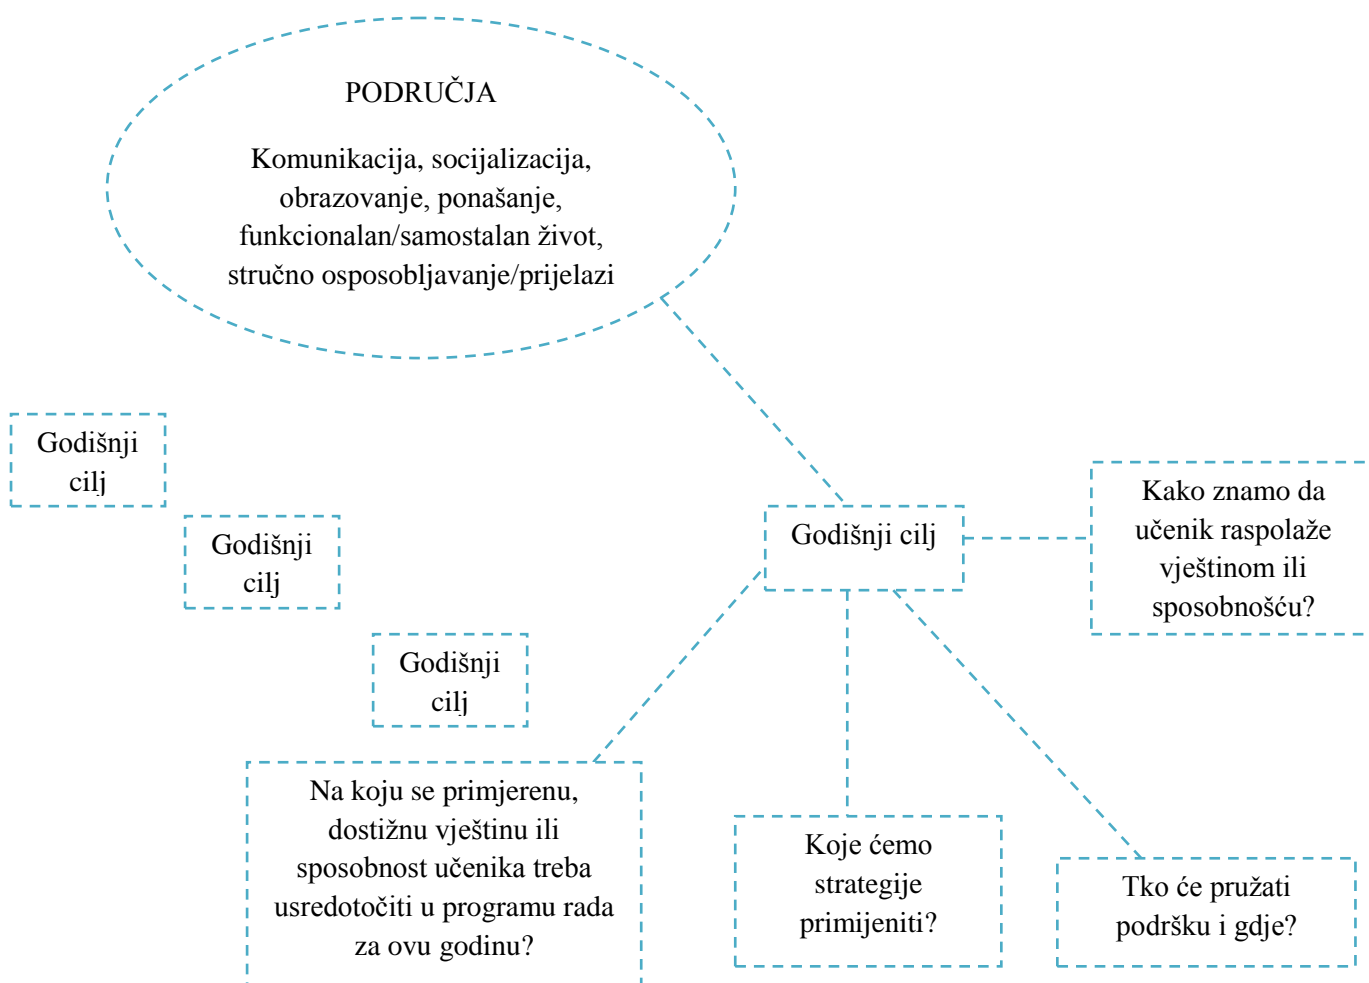 PODRUČJA
Komunikacija, socijalizacija,
obrazovanje, ponašanje,
funkcionalan/samostalan život,
stručno osposobljavanje/prijelazi
Godišnji
cilj
Godišnji
cilj
Godišnji
cilj
Godišnji cilj
Kako znamo da
učenik raspolaže
vještinom ili
sposobnošću?
Na koju se primjerenu,
dostižnu vještinu ili
sposobnost učenika treba
usredotočiti u programu rada
za ovu godinu?
Koje ćemo
strategije
primijeniti?
Tko će pružati
podršku i gdje?